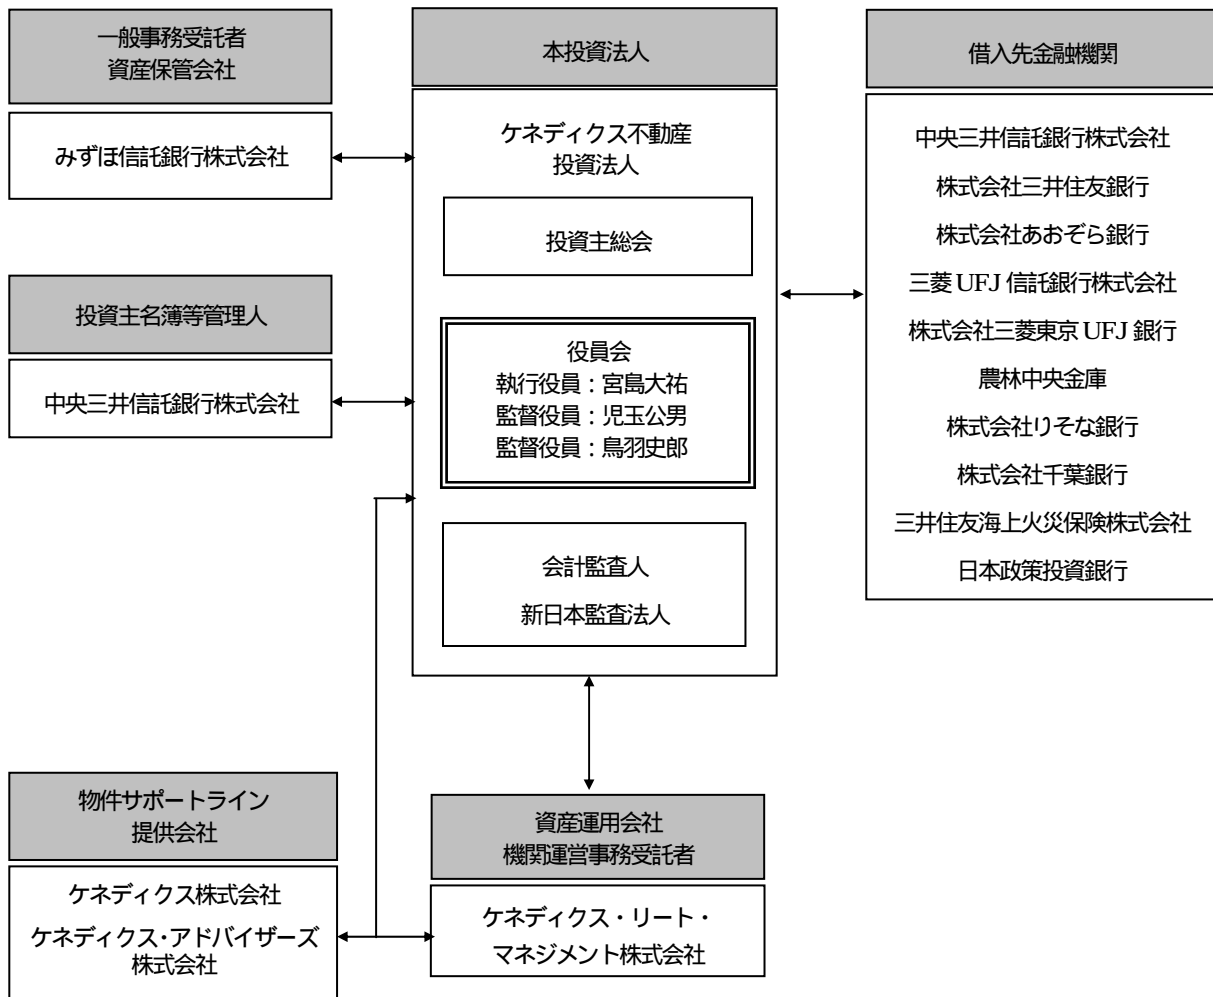 一般事務受託者
資産保管会社
みずほ信託銀行株式会社
投資主名簿等管理人
中央三井信託銀行株式会社
本投資法人
ケネディクス不動産
投資法人
投資主総会
役員会
執行役員：宮島大祐
監督役員：児玉公男
監督役員：鳥羽史郎
会計監査人
新日本監査法人
借入先金融機関
中央三井信託銀行株式会社
株式会社三井住友銀行
株式会社あおぞら銀行
三菱 UFJ 信託銀行株式会社
株式会社三菱東京 UFJ 銀行
農林中央金庫
株式会社りそな銀行
株式会社千葉銀行
三井住友海上火災保険株式会社
日本政策投資銀行
物件サポートライン
提供会社
ケネディクス株式会社
ケネディクス・アドバイザーズ
株式会社
資産運用会社
機関運営事務受託者
ケネディクス・リート・
マネジメント株式会社